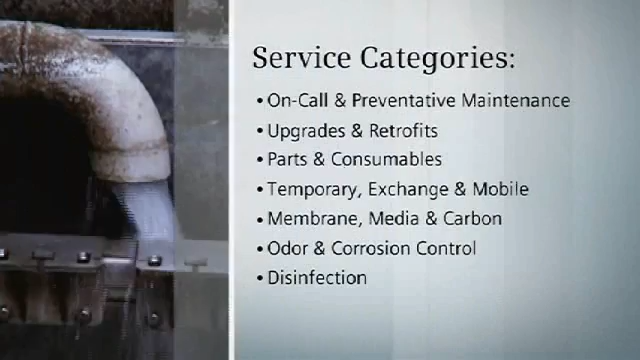 Service Categories:
• On-Call & Preventative Maintenance
• Upgrades & Retrofits
• Parts & Consumables
• Temporary, Exchange & Mobile
• Membrane, Media & Carbon
• Odor & Corrosion Control
• Disinfection